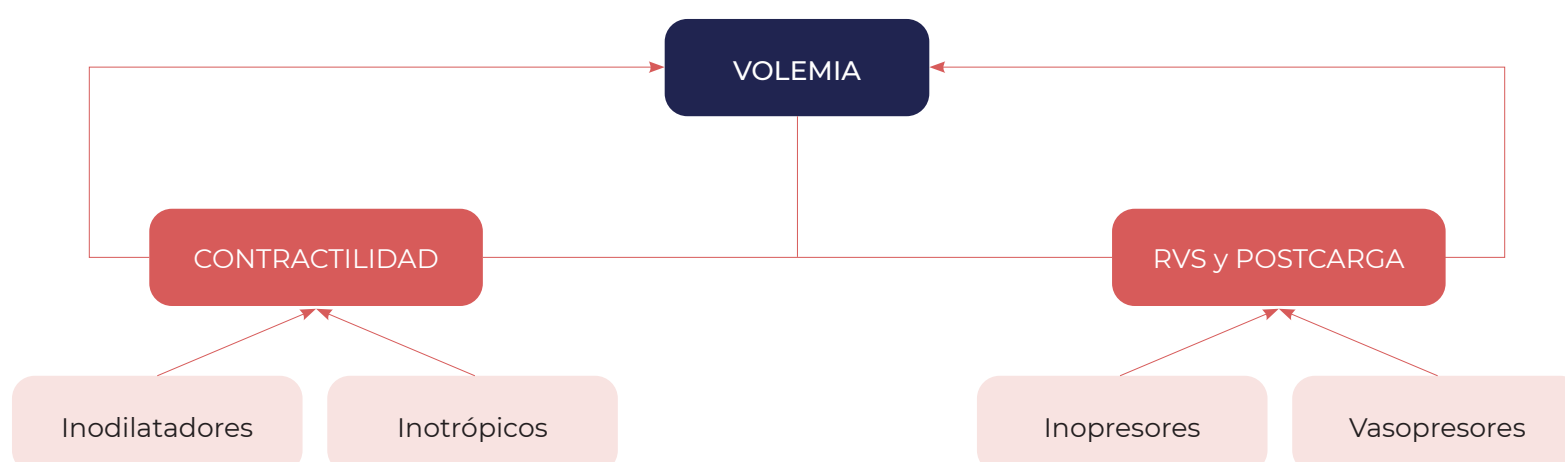 VOLEMIA
CONTRACTILIDAD
RVS y POSTCARGA
Inodilatadores
Inotrópicos
Inopresores
Vasopresores